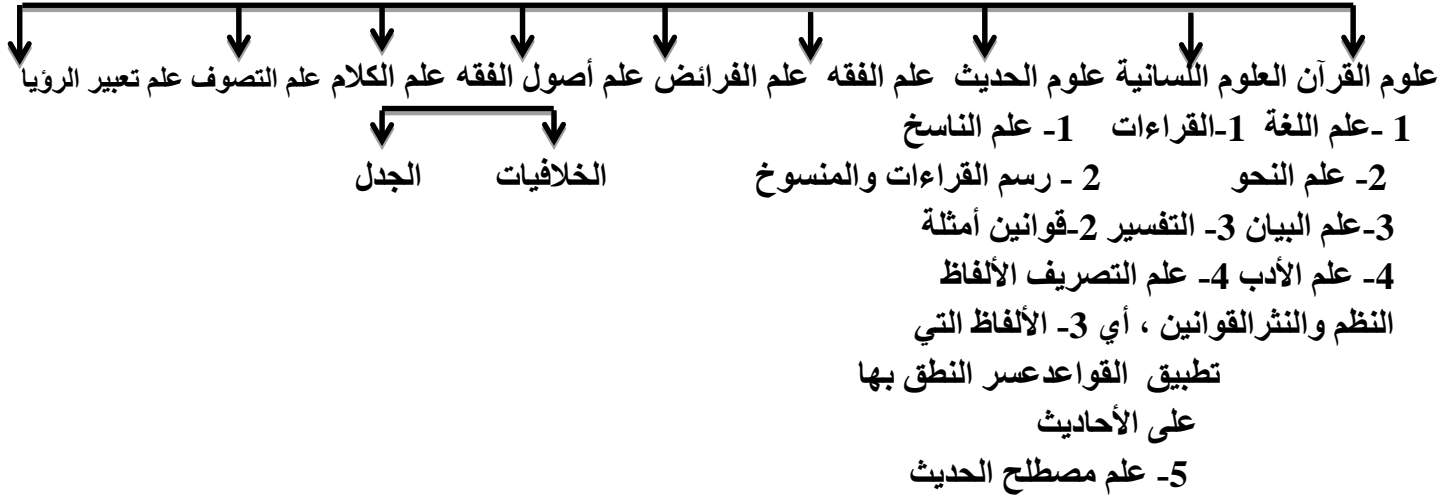 علوم القرآن العلوم اللسانية علوم الحديث علم الفقه علم الفرائض علم أصول الفقه علم الكلام علم التصوف علم تعبير الرؤيا
1 -علم اللغة 1-القراءات 1- علم الناسخ
2- علم النحو 2 - رسم القراءات والمنسوخ الخلافيات الجدل
3-علم البيان 3- التفسير 2-قوانين أمثلة
4- علم الأدب 4- علم التصريف الألفاظ
النظم والنثرالقوانين ، أي 3- الألفاظ التي
تطبيق القواعدعسر النطق بها
على الأحاديث
5- علم مصطلح الحديث